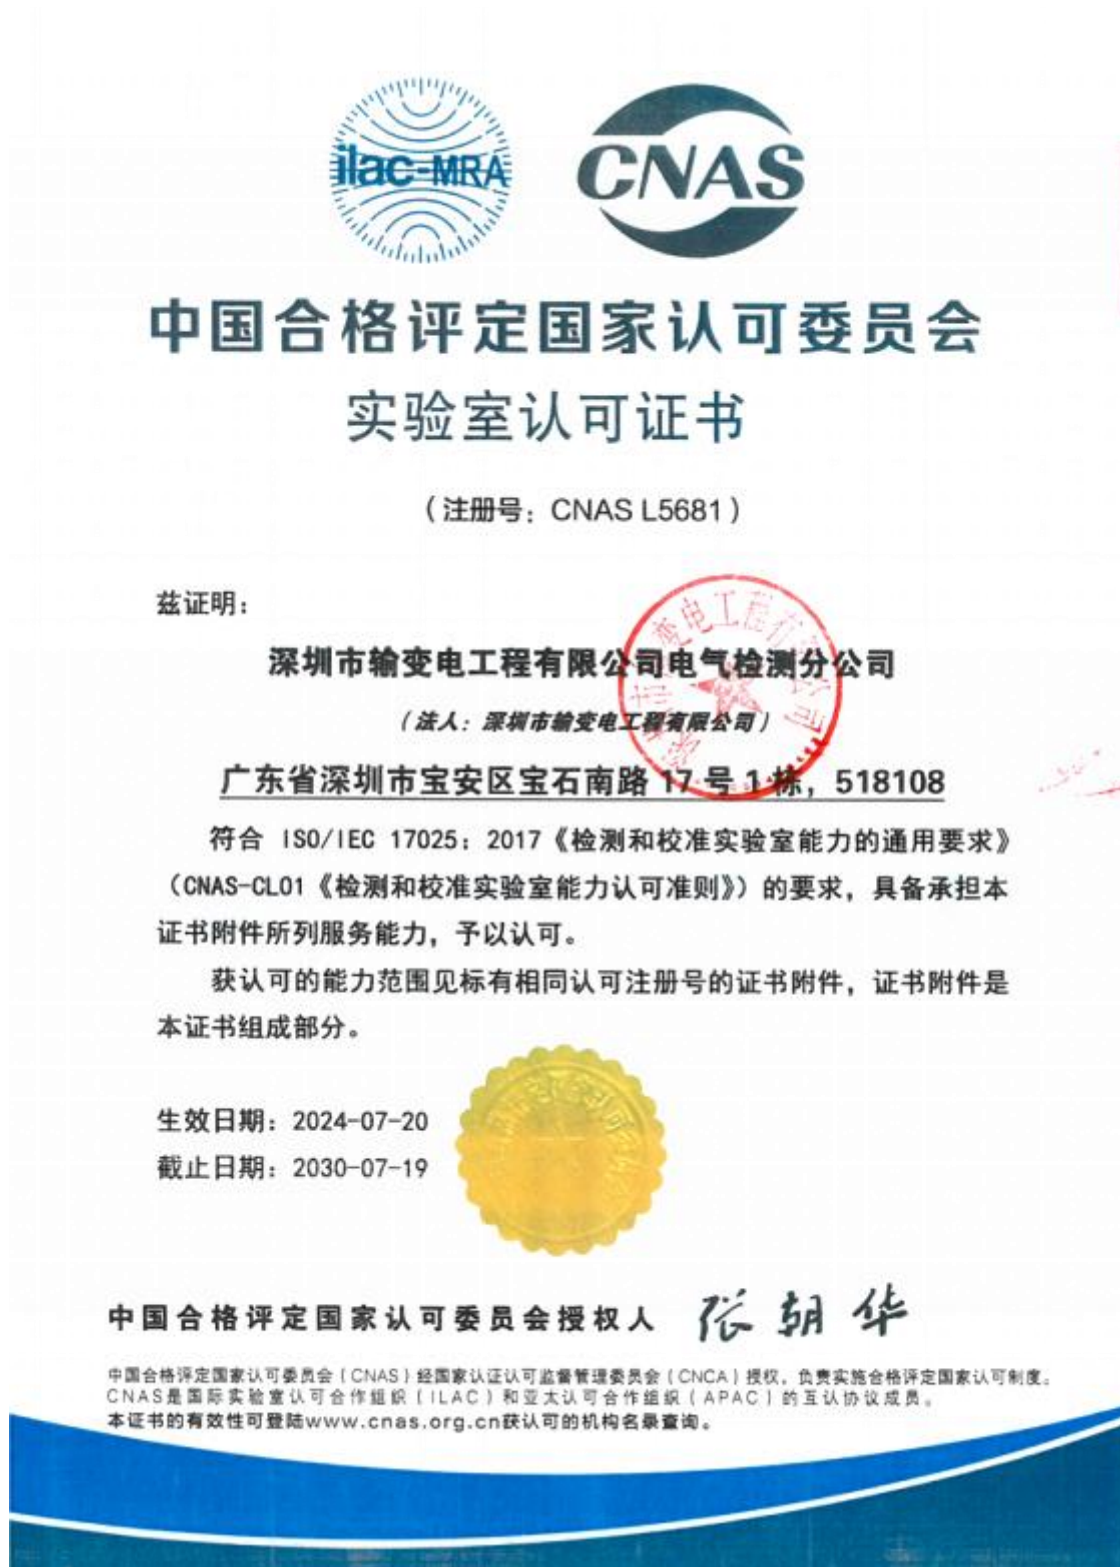 ilac-MRA
CNAS
中国合格评定国家认可委员会
实验室认可证书
（注册号：CNAS L5681）
兹证明：
深圳市输变电工程有限公司电气检测分公司
（法人：深圳市输变电工程有限公司）
广东省深圳市宝安区宝石南路 17 号 1 栋，518108
符合 ISO/IEC 17025：2017《检测和校准实验室能力的通用要求》
（CNAS-CL01《检测和校准实验室能力认可准则》）的要求，具备承担本
证书附件所列服务能力，予以认可。
获认可的能力范围见标有相同认可注册号的证书附件，证书附件是
本证书组成部分。
生效日期：2024-07-20
截止日期：2030-07-19
中国合格评定国家认可委员会授权人 张朝华
中国合格评定国家认可委员会（CNAS）经国家认证认可监督管理委员会（CNCA）授权，负责实施合格评定国家认可制度。
CNAS是国际实验室认可合作组织（ILAC）和亚太认可合作组织（APAC）的互认协议成员。
本证书的有效性可登陆www.cnas.org.cn获认可的机构名录查询。